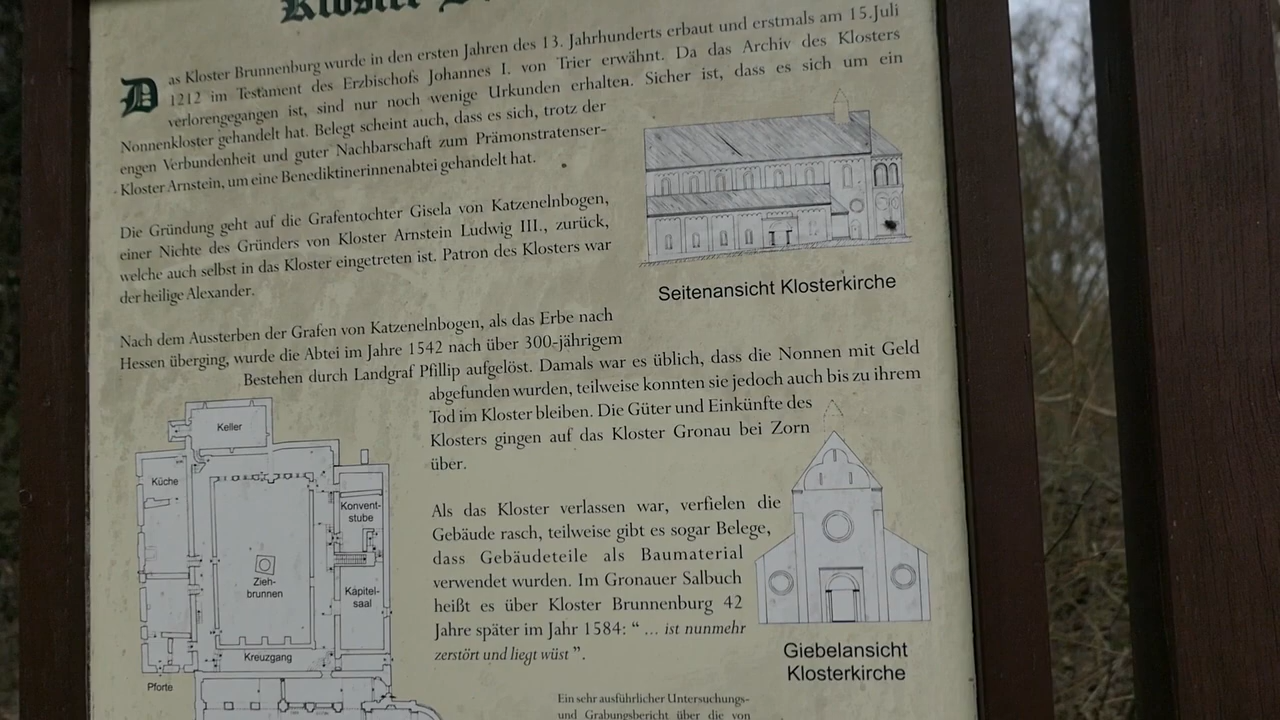 Kloster
Das Kloster Brunnenburg wurde in den ersten Jahren des 13. Jahrhunderts erbaut und erstmals am 15.Juli
1212 im Testament des Erzbischofs Johannes I. von Trier erwähnt. Da das Archiv des Klosters
verlorengegangen ist, sind nur noch wenige Urkunden erhalten. Sicher ist, dass es sich um ein
Nonnenkloster gehandelt hat. Belegt scheint auch, dass es sich, trotz der
engen Verbundenheit und guter Nachbarschaft zum Prämonstratenser-
Kloster Arnstein, um eine Benediktinerinnenabtei gehandelt hat.
Die Gründung geht auf die Grafentochter Gisela von Katzenelnbogen,
einer Nichte des Gründers von Kloster Arnstein Ludwig III., zurück,
welche auch selbst in das Kloster eingetreten ist. Patron des Klosters war
der heilige Alexander.
Seitenansicht Klosterkirche
Nach dem Aussterben der Grafen von Katzenelnbogen, als das Erbe nach
Hessen überging, wurde die Abtei im Jahre 1542 nach über 300-jährigem
Bestehen durch Landgraf Pfillip aufgelöst. Damals war es üblich, dass die Nonnen mit Geld
abgefunden wurden, teilweise konnten sie jedoch auch bis zu ihrem
Tod im Kloster bleiben. Die Güter und Einkünfte des
Klosters gingen auf das Kloster Gronau bei Zorn
über.
Als das Kloster verlassen war, verfielen die
Gebäude rasch, teilweise gibt es sogar Belege,
dass Gebäudeteile als Baumaterial
verwendet wurden. Im Gronauer Salbuch
heißt es über Kloster Brunnenburg 42
Jahre später im Jahr 1584: “ ... ist nunmehr
zerstört und liegt wüst ”.
Keller
Küche
Konvent-
stube
Zieh-
brunnen
Kapitel-
saal
Kreuzgang
Pforte
Giebelansicht
Klosterkirche
Ein sehr ausführlicher Untersuchungs-
und Grabungsbericht über die von